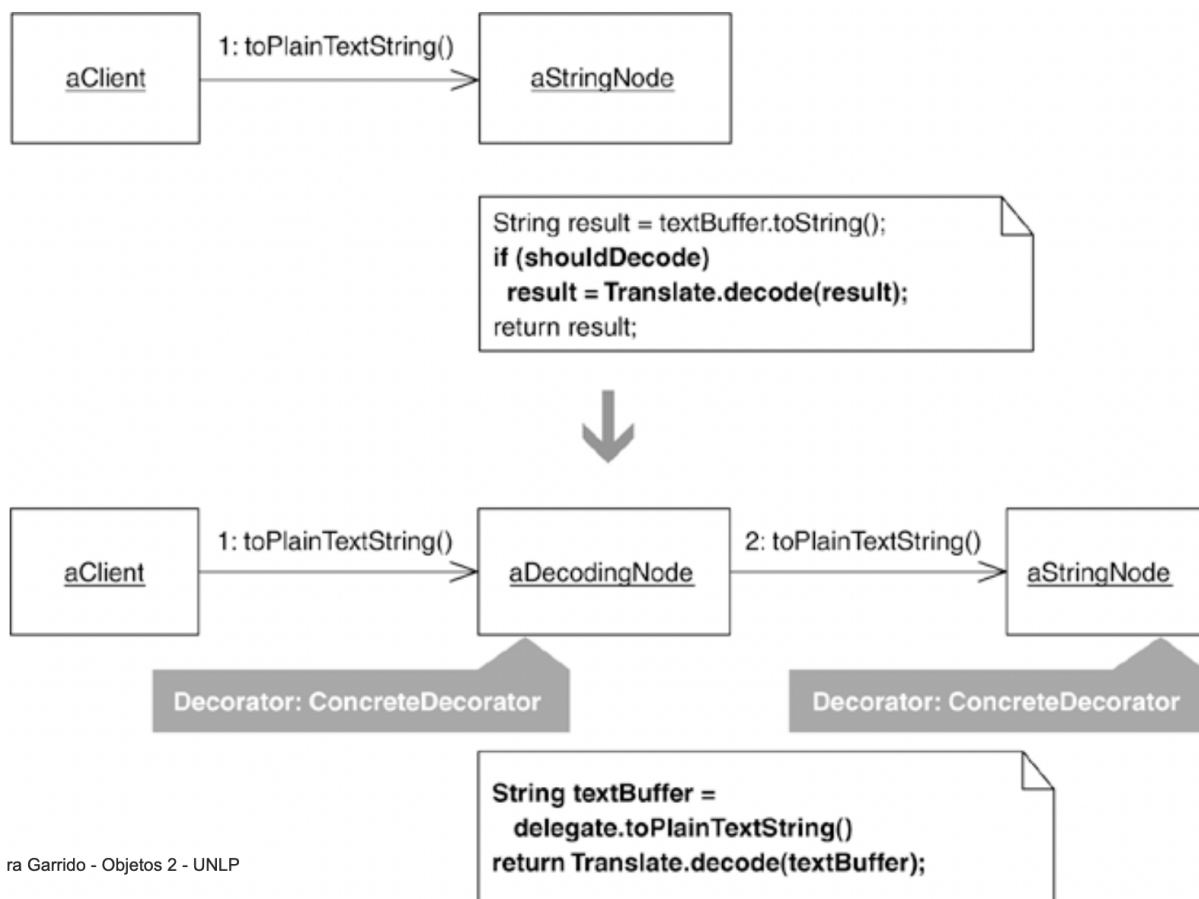 1: toPlainTextString()
aClient
aStringNode
String result = textBuffer.toString();
if (shouldDecode)
result = Translate.decode(result);
return result;
1: toPlainTextString()
2: toPlainTextString()
aClient
aDecodingNode
aStringNode
Decorator: ConcreteDecorator
Decorator: ConcreteDecorator
String textBuffer =
delegate.toPlainTextString()
return Translate.decode(textBuffer);
ra Garrido - Objetos 2 - UNLP